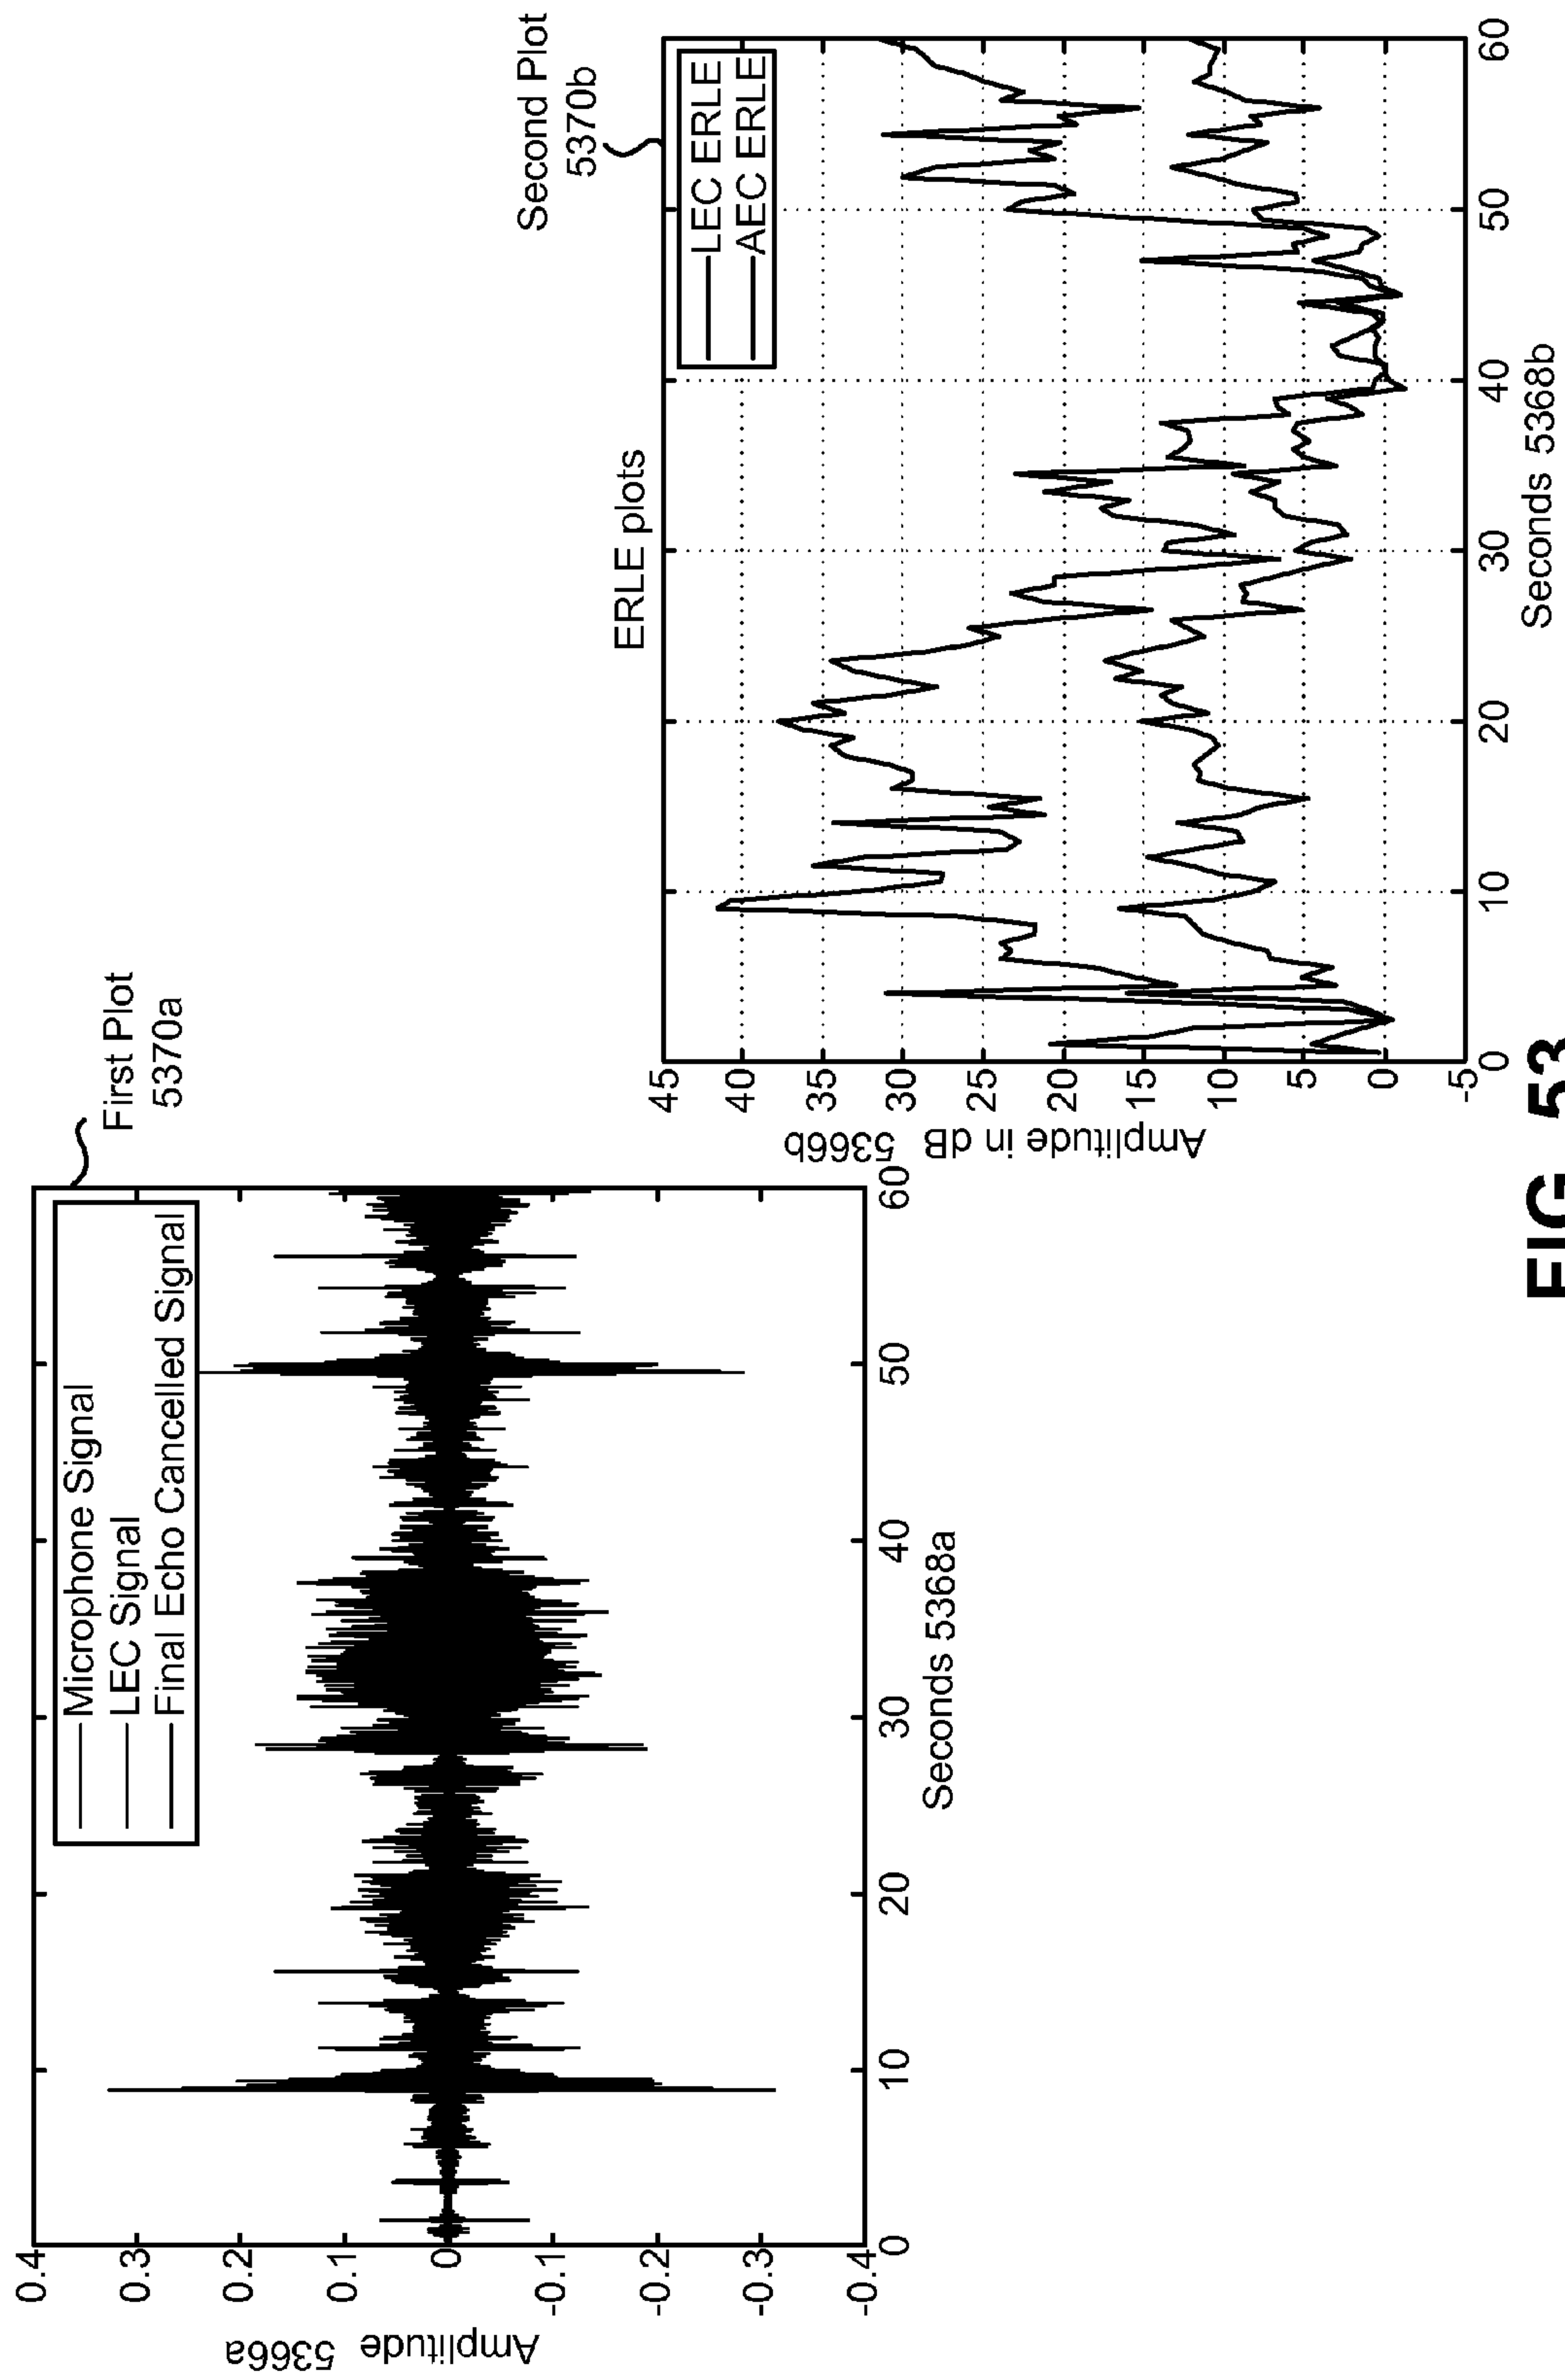 First Plot
5370a
Microphone Signal
LEC Signal
Final Echo Cancelled Signal
0.4
0.3
0.2
0.1
0
-0.1
-0.2
-0.3
-0.4
Amplitude 5366a
0
10
20
30
40
50
60
Seconds 5368a
Second Plot
5370b
ERLE plots
LEC ERLE
AEC ERLE
45
40
35
30
25
20
15
10
5
0
-5
Amplitude in dB
5366b
0
10
20
30
40
50
60
Seconds 5368b
FIG. 53